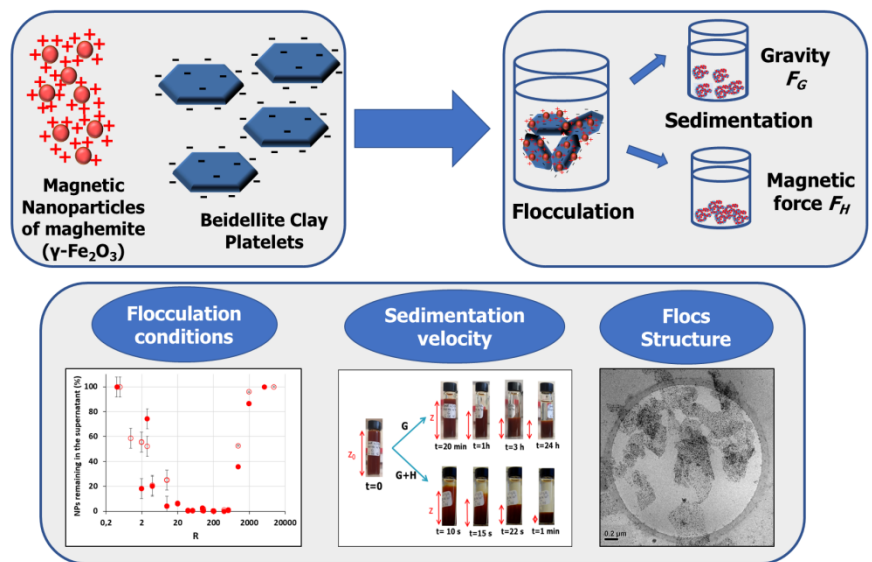 Magnetic
Nanoparticles
of maghemite
(γ-Fe₂O₃)
Beidellite Clay
Platelets
Flocculation
Gravity
F_G
Sedimentation
Magnetic
force F_H
Flocculation
conditions
Sedimentation
velocity
Flocs
Structure
NPs remaining in the supernatant (%)
100
80
60
40
20
0
0,2
2
20
200
2000
20000
R
Z₀
t=0
G
G+H
Z
t=20 min
t=1h
t=3 h
t=24 h
Z
t= 10 s
t=15 s
t=22 s
t=1 min
0.2 µm